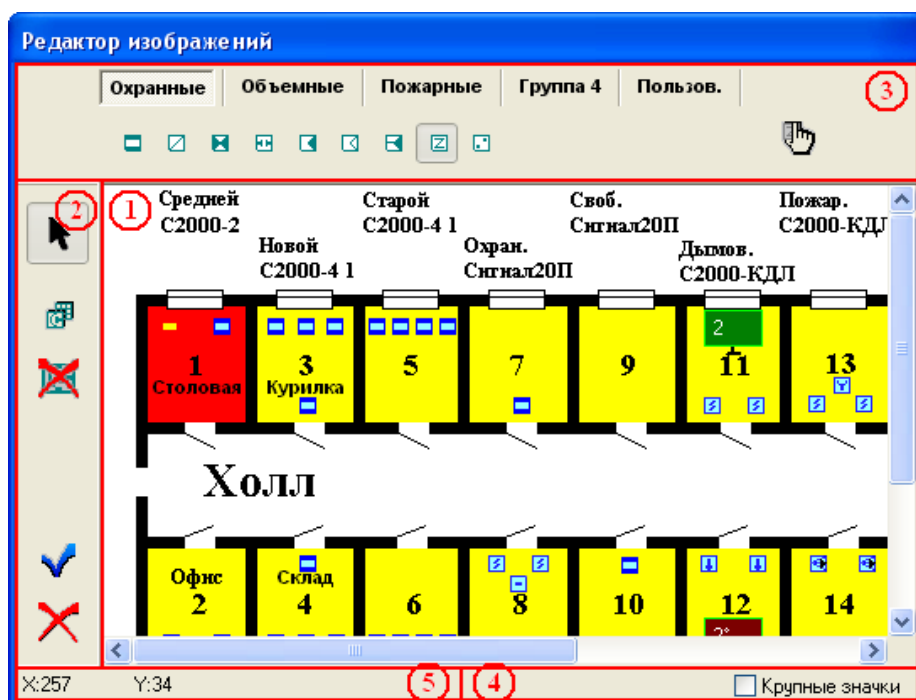 Редактор изображений
Охранные Объемные Пожарные Группа 4 Пользов.
3
2 1
Средней Старой Своб. Пожар.
С2000-2 С2000-4 1 Сигнал20П С2000-КДЛ
Новой Охран. Дымов.
С2000-4 1 Сигнал20П С2000-КДЛ
2
1 3 5 7 9 11 13
Столовая Курилка
Холл
Офис Склад
2 4 6 8 10 12 14
2°
X:257 Y:34 5 4 Крупные значки